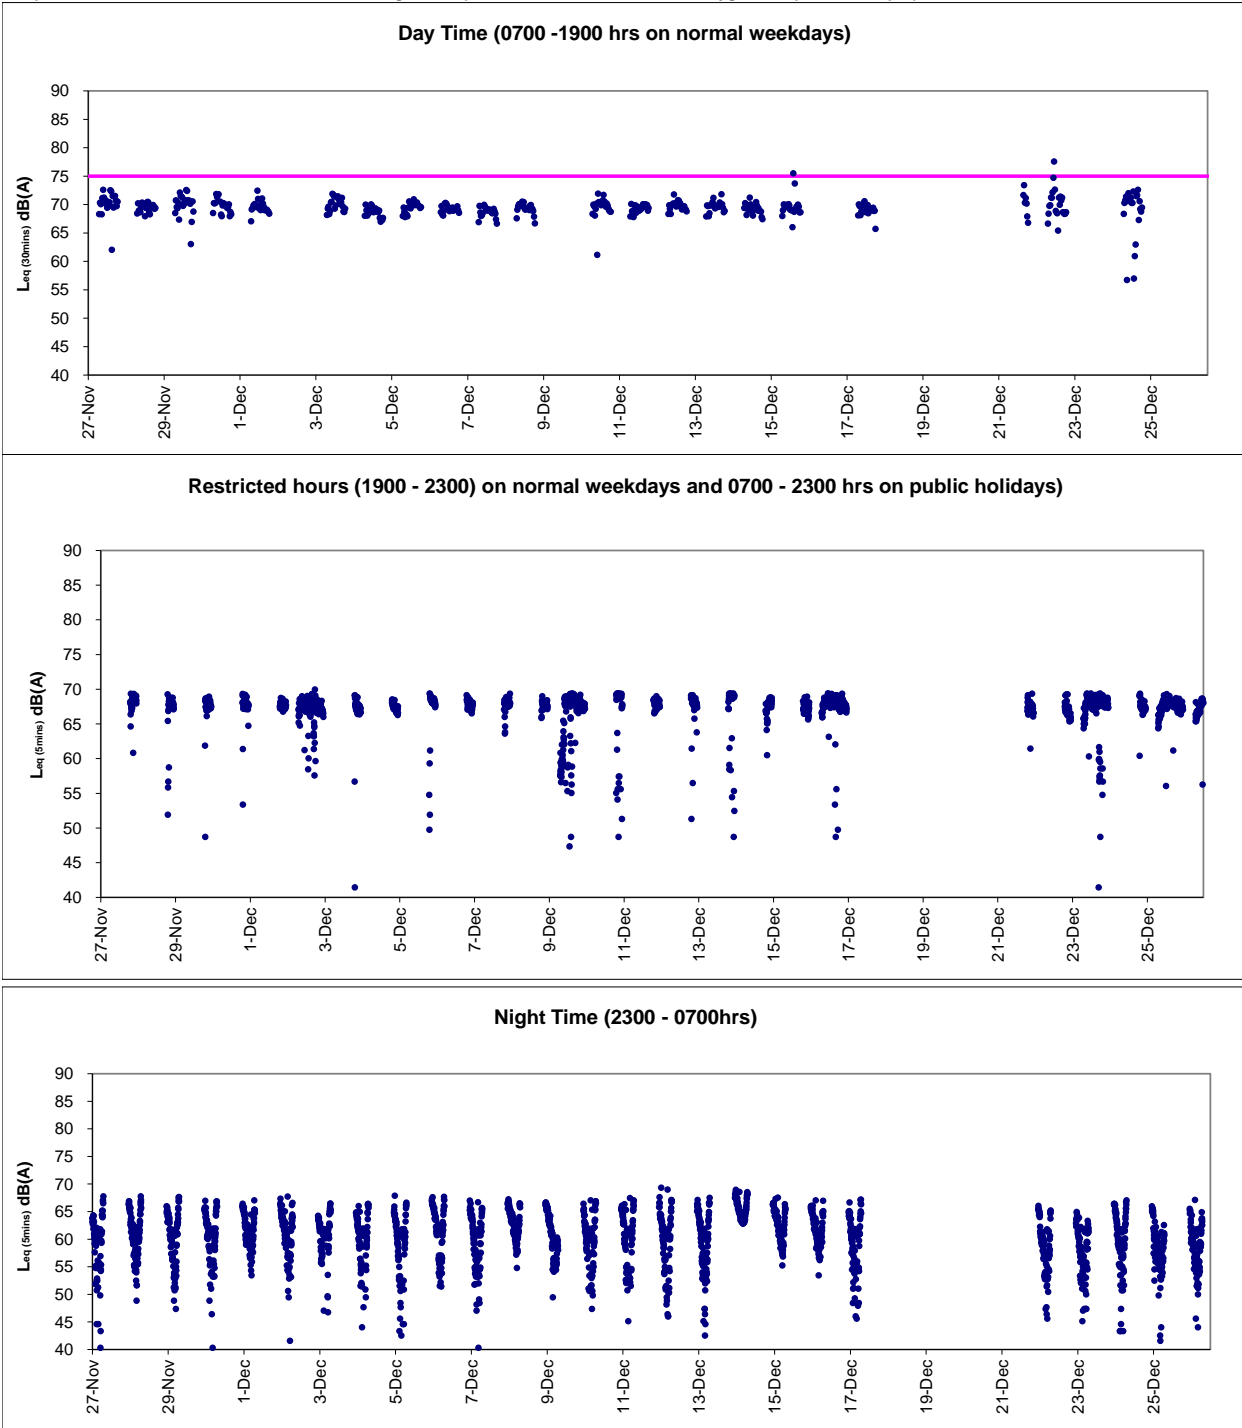 Day Time (0700 -1900 hrs on normal weekdays)
90
85
80
75
70
65
60
55
50
45
40
Leq (30mins) dB(A)
27-Nov
29-Nov
1-Dec
3-Dec
5-Dec
7-Dec
9-Dec
11-Dec
13-Dec
15-Dec
17-Dec
19-Dec
21-Dec
23-Dec
25-Dec
Restricted hours (1900 - 2300) on normal weekdays and 0700 - 2300 hrs on public holidays)
90
85
80
75
70
65
60
55
50
45
40
Leq (5mins) dB(A)
27-Nov
29-Nov
1-Dec
3-Dec
5-Dec
7-Dec
9-Dec
11-Dec
13-Dec
15-Dec
17-Dec
19-Dec
21-Dec
23-Dec
25-Dec
Night Time (2300 - 0700hrs)
90
85
80
75
70
65
60
55
50
45
40
Leq (5mins) dB(A)
27-Nov
29-Nov
1-Dec
3-Dec
5-Dec
7-Dec
9-Dec
11-Dec
13-Dec
15-Dec
17-Dec
19-Dec
21-Dec
23-Dec
25-Dec